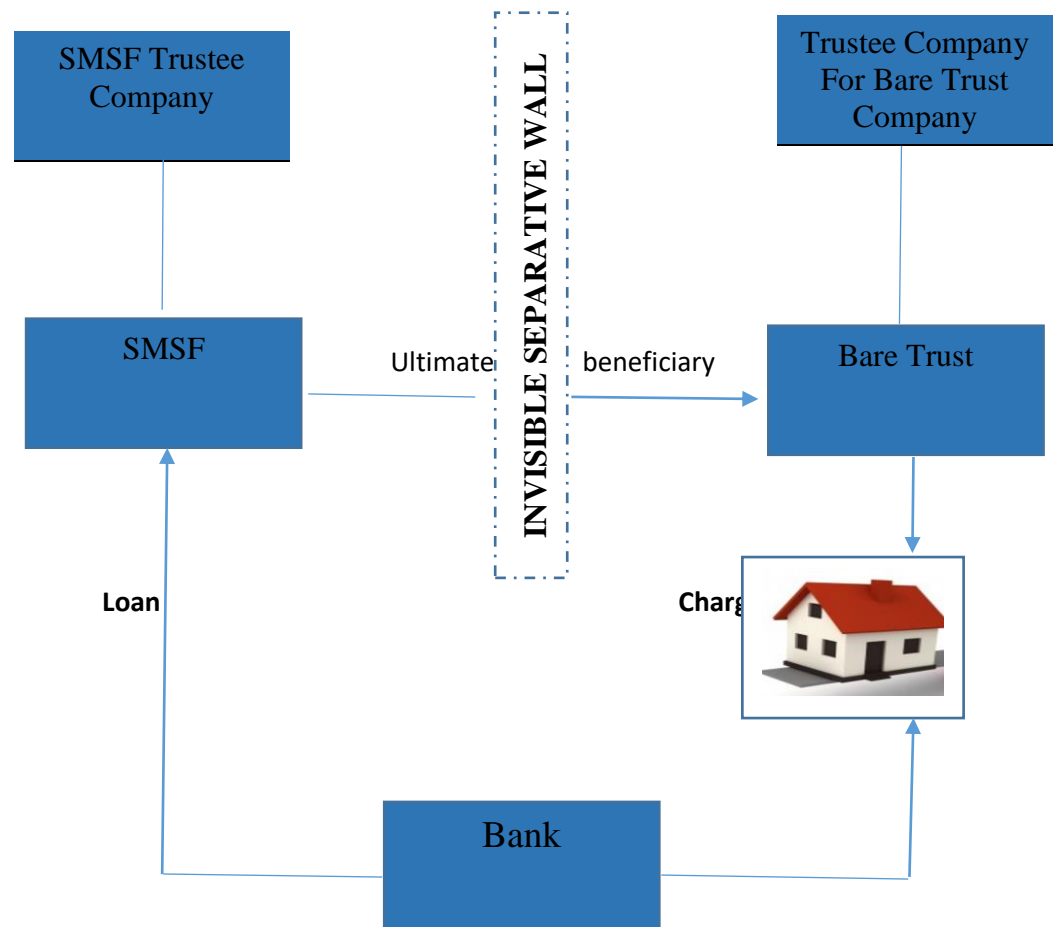 SMSF Trustee
Company
INVISIBLE SEPARATIVE WALL
Trustee Company
For Bare Trust
Company
SMSF
Ultimate
beneficiary
Bare Trust
Loan
Charg
Bank